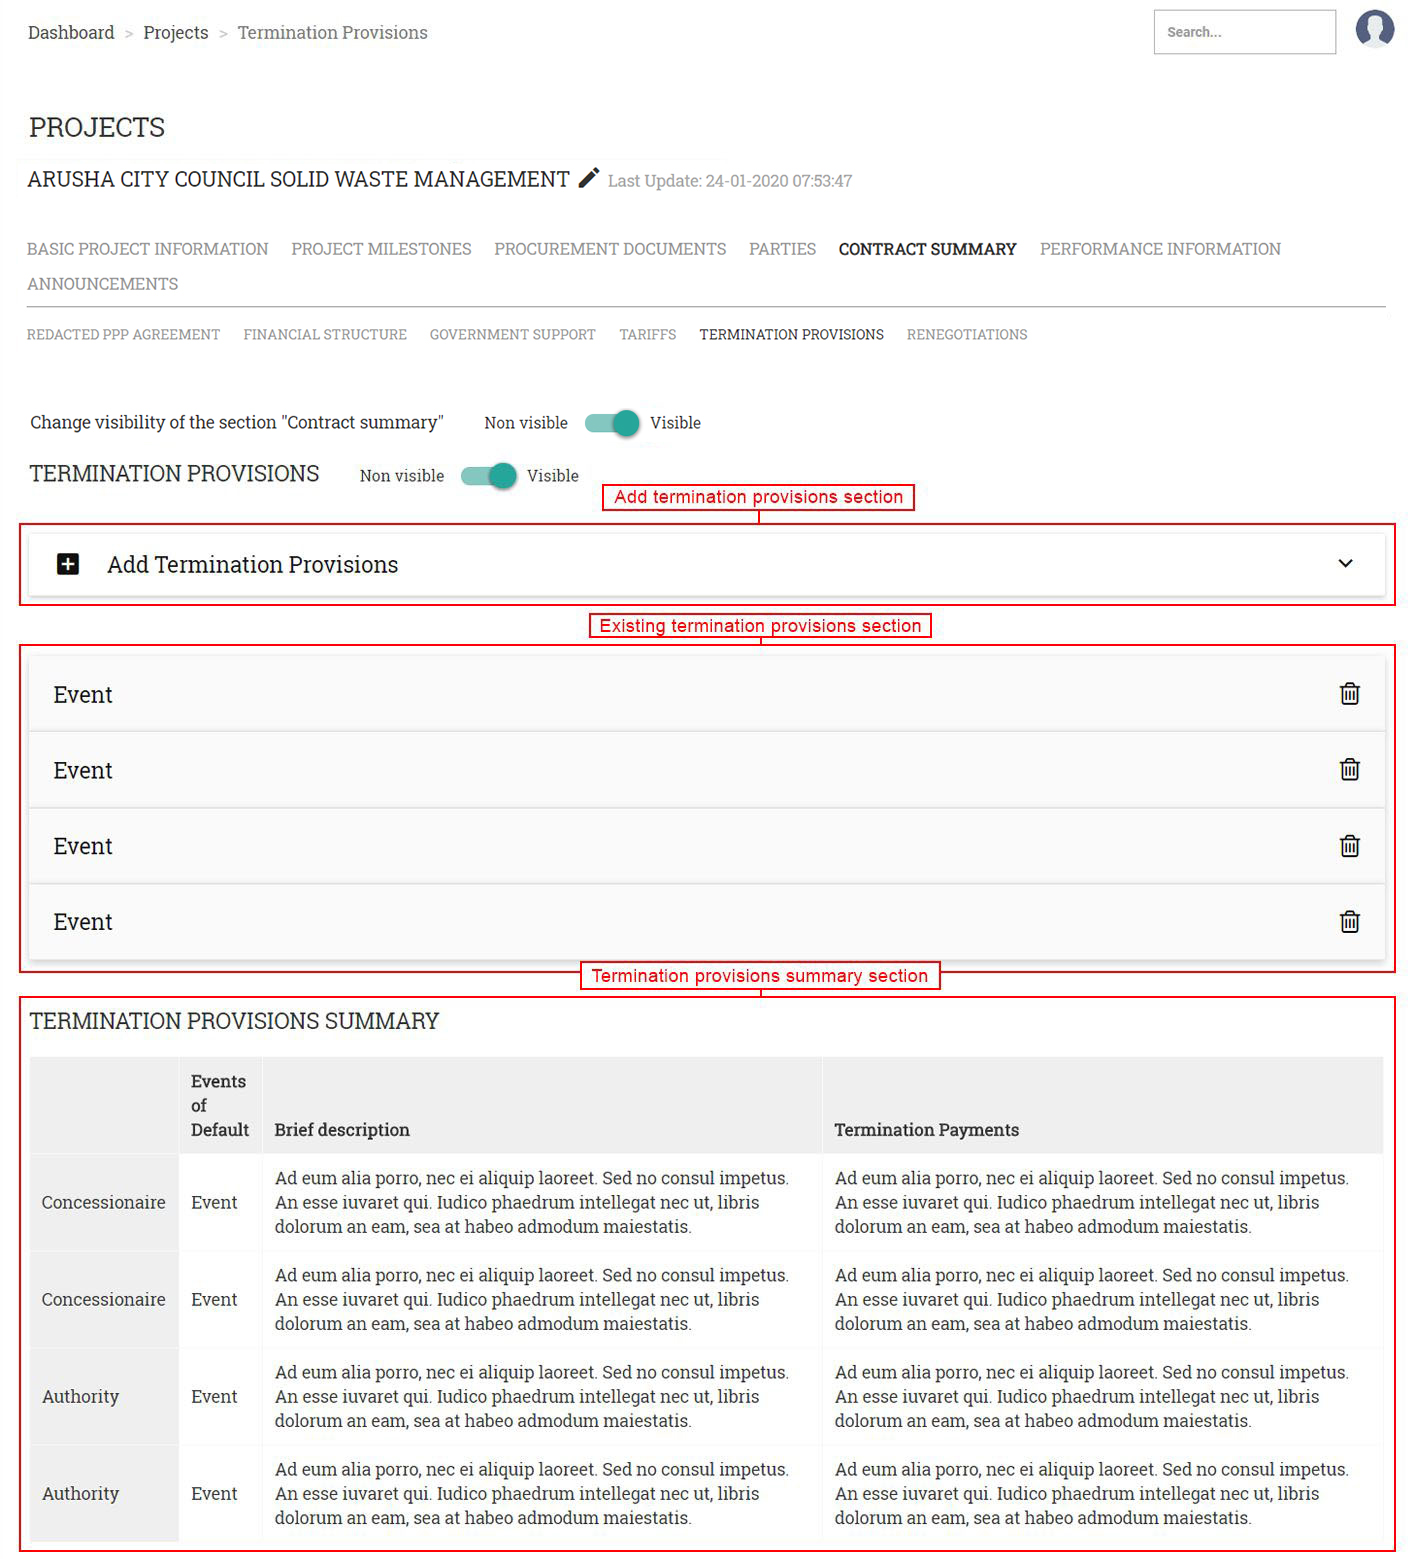 Dashboard > Projects > Termination Provisions
Search...
PROJECTS
ARUSHA CITY COUNCIL SOLID WASTE MANAGEMENT Last Update: 24-01-2020 07:53:47
BASIC PROJECT INFORMATION PROJECT MILESTONES PROCUREMENT DOCUMENTS PARTIES CONTRACT SUMMARY PERFORMANCE INFORMATION
ANNOUNCEMENTS
REDACTED PPP AGREEMENT FINANCIAL STRUCTURE GOVERNMENT SUPPORT TARIFFS TERMINATION PROVISIONS RENEGOTIATIONS
Change visibility of the section "Contract summary" Non visible Visible
TERMINATION PROVISIONS Non visible Visible
Add termination provisions section
Add Termination Provisions
Existing termination provisions section
Event
Event
Event
Event
Termination provisions summary section
TERMINATION PROVISIONS SUMMARY
Events
of
Default
Brief description
Termination Payments
Concessionaire
Event
Ad eum alia porro, nec ei aliquip laoreet. Sed no consul impetus.
An esse iuvaret qui. Iudico phaedrum intellegat nec ut, libris
dolorum an eam, sea at habeo admodum maiestatis.
Ad eum alia porro, nec ei aliquip laoreet. Sed no consul impetus.
An esse iuvaret qui. Iudico phaedrum intellegat nec ut, libris
dolorum an eam, sea at habeo admodum maiestatis.
Concessionaire
Event
Ad eum alia porro, nec ei aliquip laoreet. Sed no consul impetus.
An esse iuvaret qui. Iudico phaedrum intellegat nec ut, libris
dolorum an eam, sea at habeo admodum maiestatis.
Ad eum alia porro, nec ei aliquip laoreet. Sed no consul impetus.
An esse iuvaret qui. Iudico phaedrum intellegat nec ut, libris
dolorum an eam, sea at habeo admodum maiestatis.
Authority
Event
Ad eum alia porro, nec ei aliquip laoreet. Sed no consul impetus.
An esse iuvaret qui. Iudico phaedrum intellegat nec ut, libris
dolorum an eam, sea at habeo admodum maiestatis.
Ad eum alia porro, nec ei aliquip laoreet. Sed no consul impetus.
An esse iuvaret qui. Iudico phaedrum intellegat nec ut, libris
dolorum an eam, sea at habeo admodum maiestatis.
Authority
Event
Ad eum alia porro, nec ei aliquip laoreet. Sed no consul impetus.
An esse iuvaret qui. Iudico phaedrum intellegat nec ut, libris
dolorum an eam, sea at habeo admodum maiestatis.
Ad eum alia porro, nec ei aliquip laoreet. Sed no consul impetus.
An esse iuvaret qui. Iudico phaedrum intellegat nec ut, libris
dolorum an eam, sea at habeo admodum maiestatis.